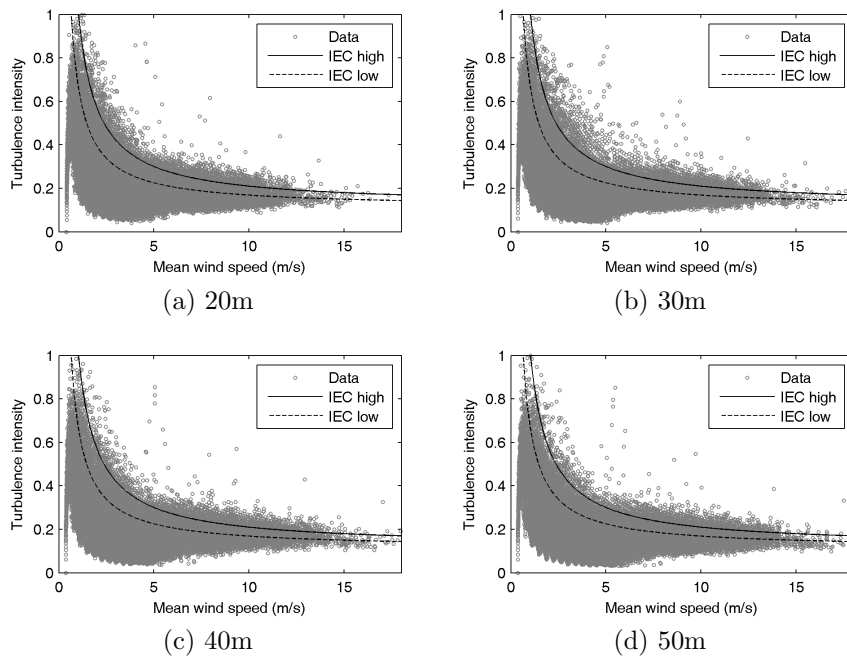 1
0.8
0.6
0.4
0.2
0
0 5 10 15
Turbulence intensity
Mean wind speed (m/s)
Data
IEC high
IEC low
(a) 20m
1
0.8
0.6
0.4
0.2
0
0 5 10 15
Turbulence intensity
Mean wind speed (m/s)
Data
IEC high
IEC low
(b) 30m
1
0.8
0.6
0.4
0.2
0
0 5 10 15
Turbulence intensity
Mean wind speed (m/s)
Data
IEC high
IEC low
(c) 40m
1
0.8
0.6
0.4
0.2
0
0 5 10 15
Turbulence intensity
Mean wind speed (m/s)
Data
IEC high
IEC low
(d) 50m